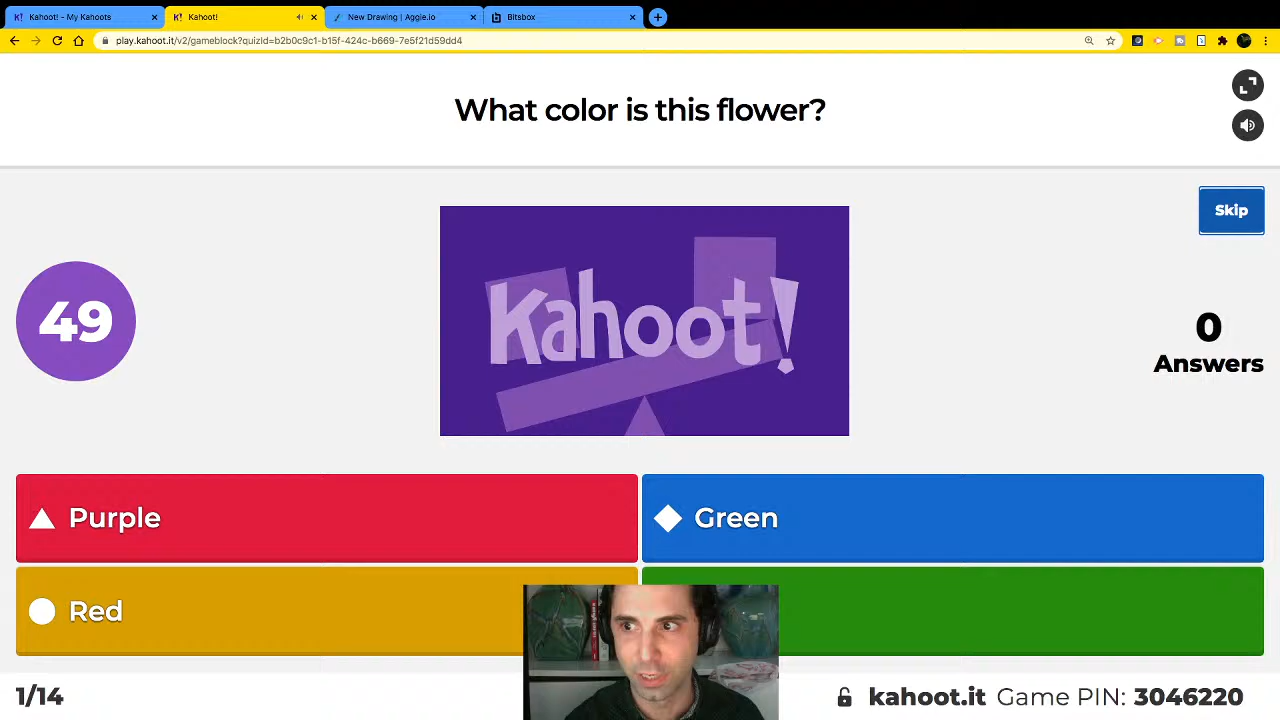 Kahoot! - My Kahoots
Kahoot!
New Drawing | Aggie.io
Bitsbox
play.kahoot.it/v2/gameblock?quizId=b2b0c9c1-b15f-424c-b669-7e5f21d59dd4
What color is this flower?
Skip
49
Kahoot!
0
Answers
Purple
Green
Red
1/14
kahoot.it Game PIN: 3046220